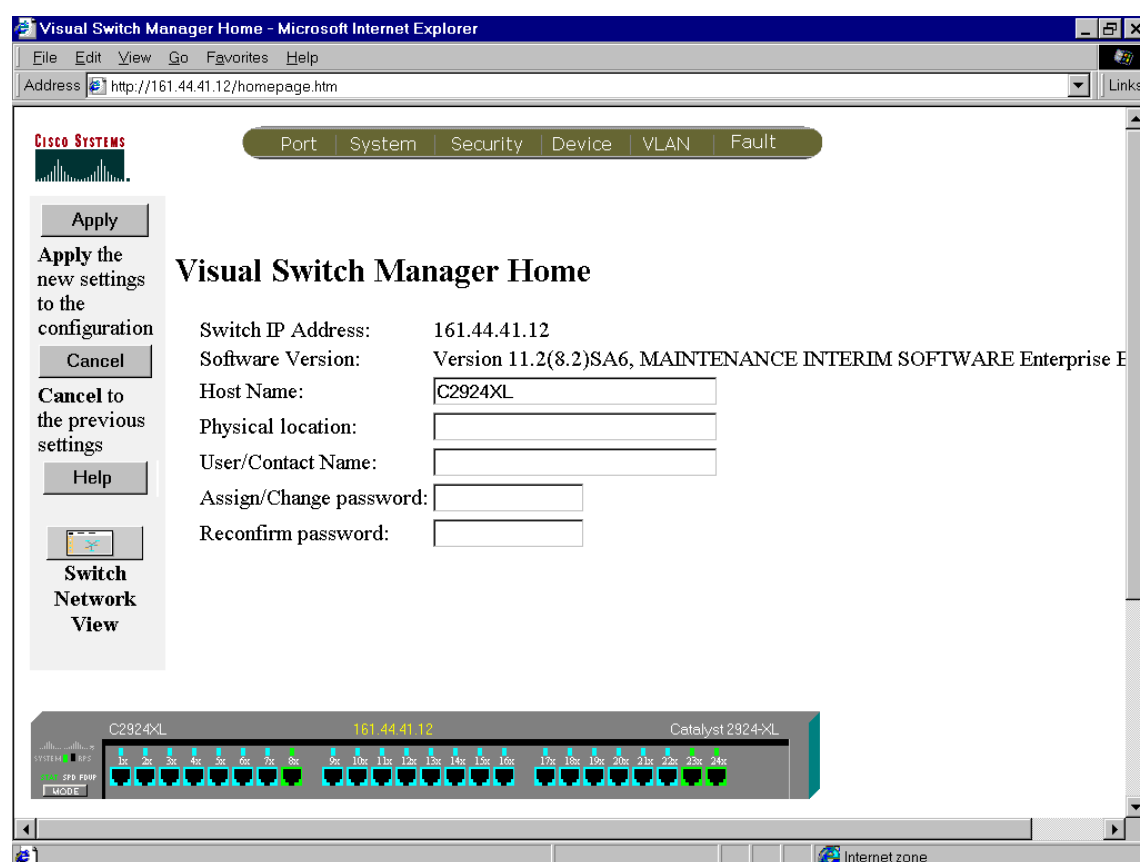 Visual Switch Manager Home - Microsoft Internet Explorer
File Edit View Go Favorites Help
Address http://161.44.41.12/homepage.htm Links
CISCO SYSTEMS
Port System Security Device VLAN Fault
Apply
Apply the
new settings
to the
configuration
Cancel
Cancel to
the previous
settings
Help
Switch
Network
View
Visual Switch Manager Home
Switch IP Address: 161.44.41.12
Software Version: Version 11.2(8.2)SA6, MAINTENANCE INTERIM SOFTWARE Enterprise E
Host Name: C2924XL
Physical location:
User/Contact Name:
Assign/Change password:
Reconfirm password:
C2924XL 161.44.41.12 Catalyst 2924-XL
SYSTEM RPS
1x 2x 3x 4x 5x 6x 7x 8x 9x 10x 11x 12x 13x 14x 15x 16x 17x 18x 19x 20x 21x 22x 23x 24x
STAT SPD FDUP
MODE
Internet zone